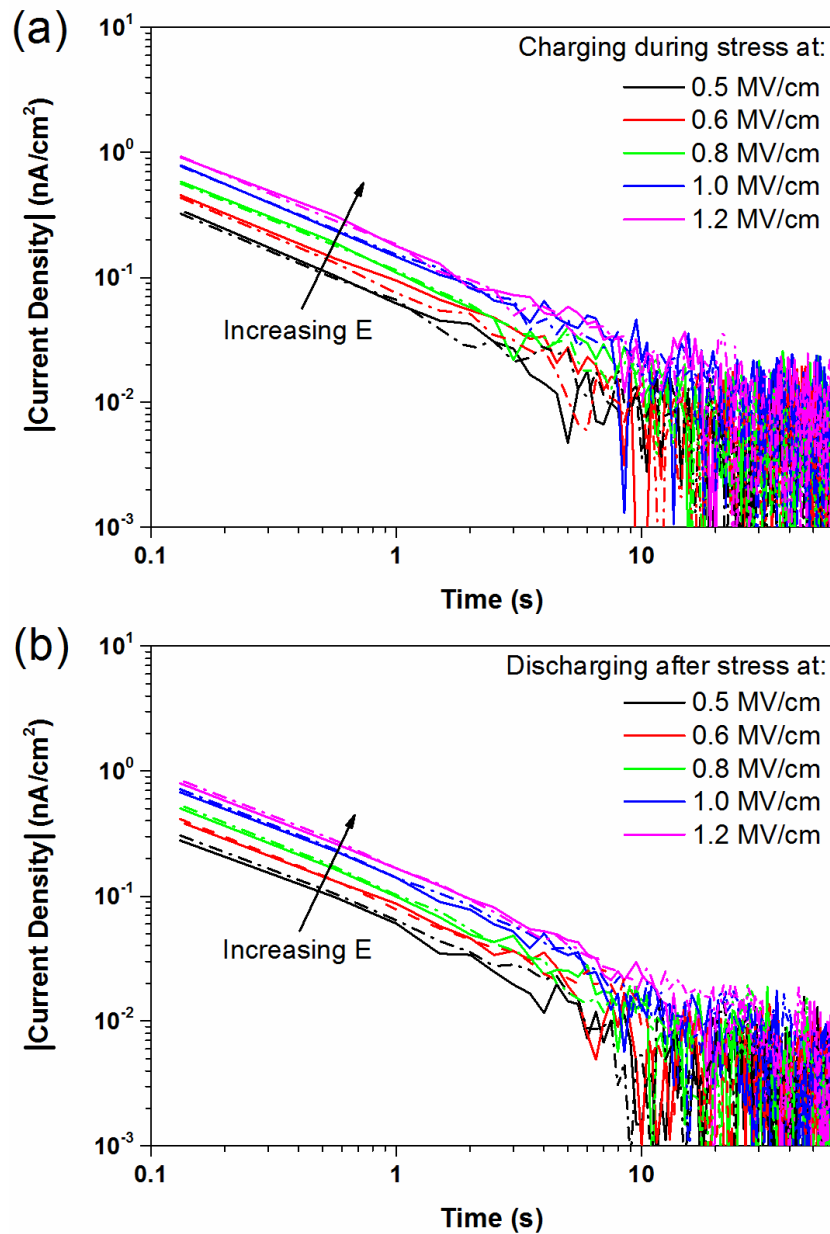 (a)
Charging during stress at:
0.5 MV/cm
0.6 MV/cm
0.8 MV/cm
1.0 MV/cm
1.2 MV/cm
Increasing E
|Current Density| (nA/cm²)
10¹
10⁰
10⁻¹
10⁻²
10⁻³
0.1
1
10
Time (s)
(b)
Discharging after stress at:
0.5 MV/cm
0.6 MV/cm
0.8 MV/cm
1.0 MV/cm
1.2 MV/cm
Increasing E
|Current Density| (nA/cm²)
10¹
10⁰
10⁻¹
10⁻²
10⁻³
0.1
1
10
Time (s)